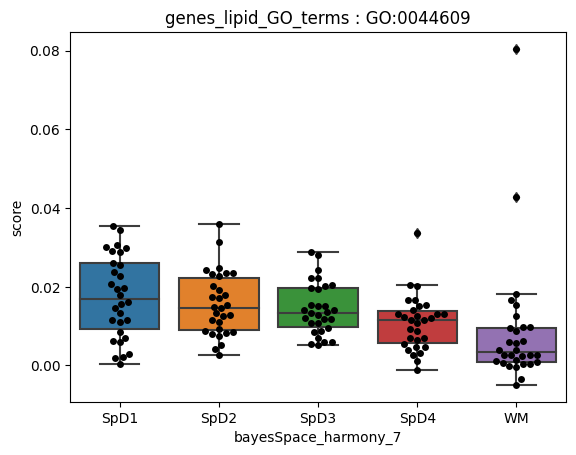 genes_lipid_GO_terms : GO:0044609
0.08
0.06
0.04
0.02
0.00
score
SpD1 SpD2 SpD3 SpD4 WM
bayesSpace_harmony_7